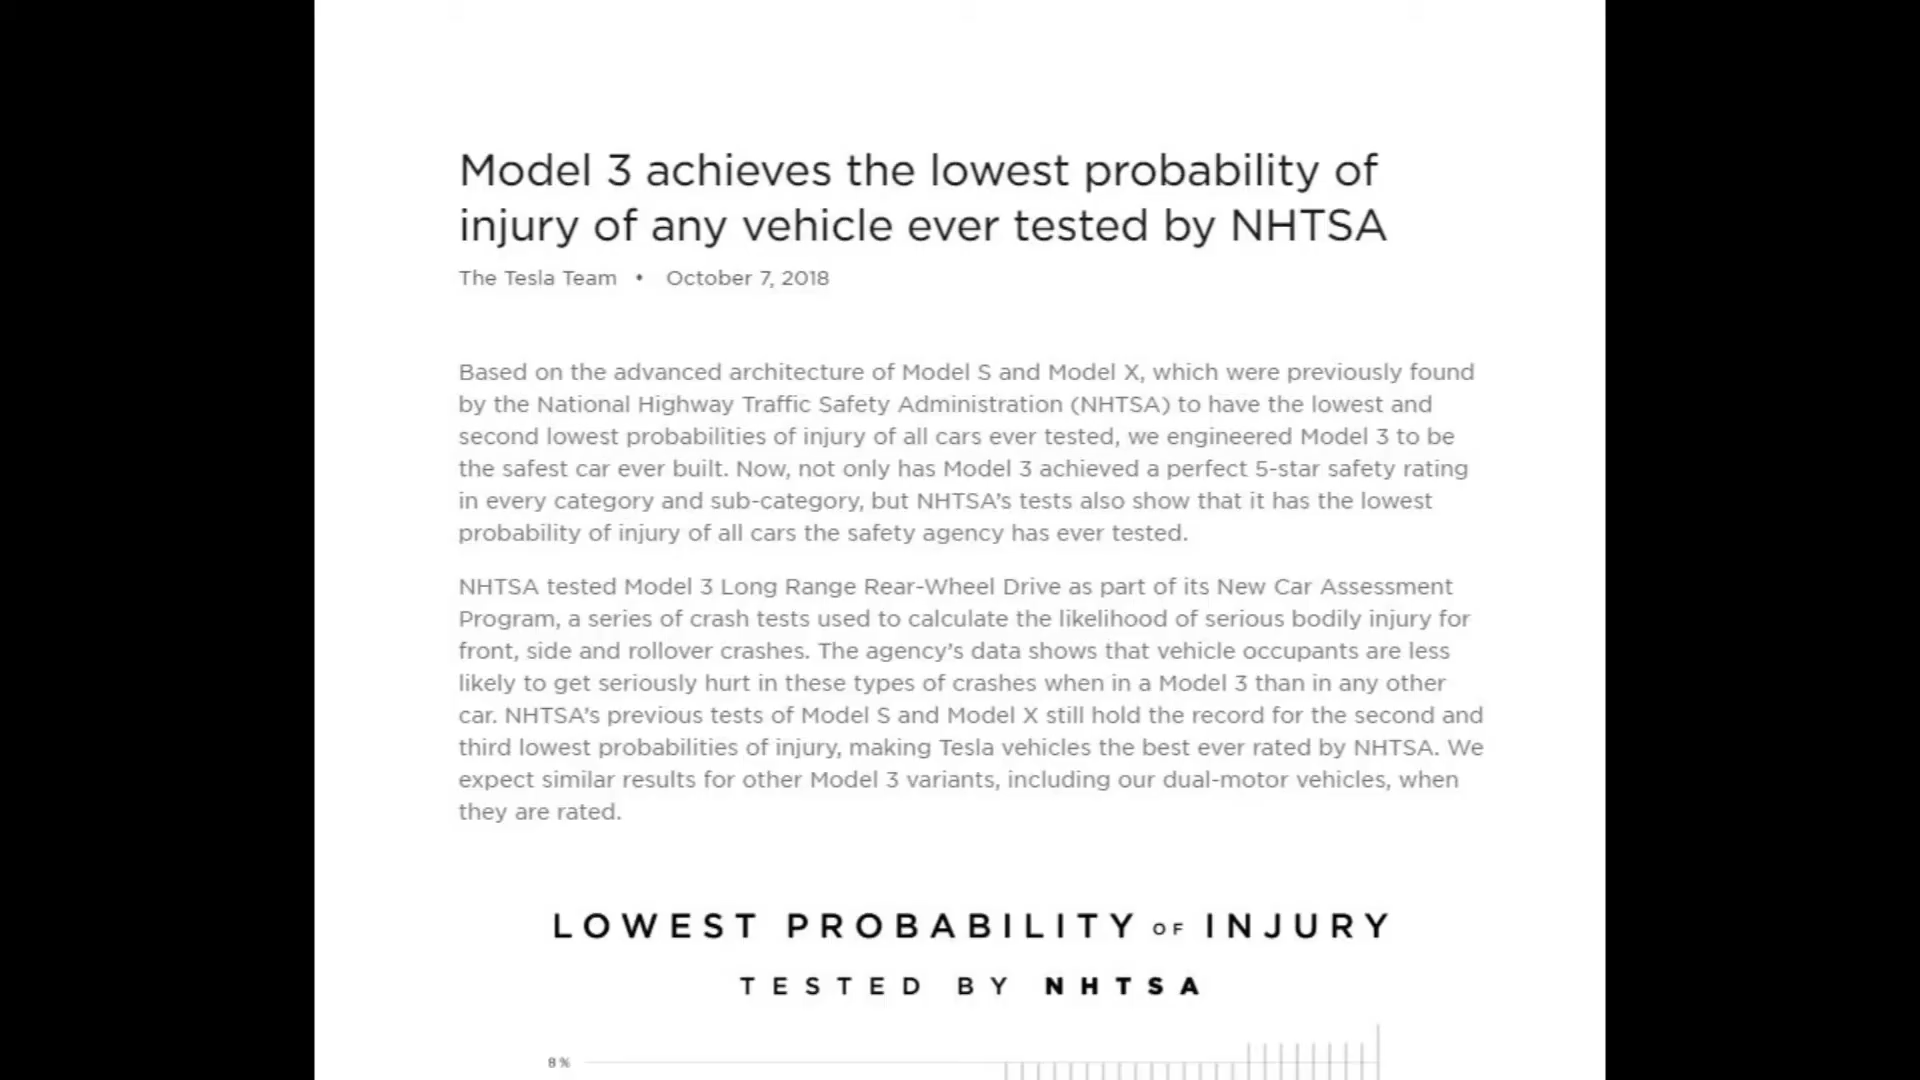 Model 3 achieves the lowest probability of
injury of any vehicle ever tested by NHTSA
The Tesla Team • October 7, 2018
Based on the advanced architecture of Model S and Model X, which were previously found
by the National Highway Traffic Safety Administration (NHTSA) to have the lowest and
second lowest probabilities of injury of all cars ever tested, we engineered Model 3 to be
the safest car ever built. Now, not only has Model 3 achieved a perfect 5-star safety rating
in every category and sub-category, but NHTSA’s tests also show that it has the lowest
probability of injury of all cars the safety agency has ever tested.
NHTSA tested Model 3 Long Range Rear-Wheel Drive as part of its New Car Assessment
Program, a series of crash tests used to calculate the likelihood of serious bodily injury for
front, side and rollover crashes. The agency’s data shows that vehicle occupants are less
likely to get seriously hurt in these types of crashes when in a Model 3 than in any other
car. NHTSA’s previous tests of Model S and Model X still hold the record for the second and
third lowest probabilities of injury, making Tesla vehicles the best ever rated by NHTSA. We
expect similar results for other Model 3 variants, including our dual-motor vehicles, when
they are rated.
LOWEST PROBABILITY OF INJURY
TESTED BY NHTSA
8%